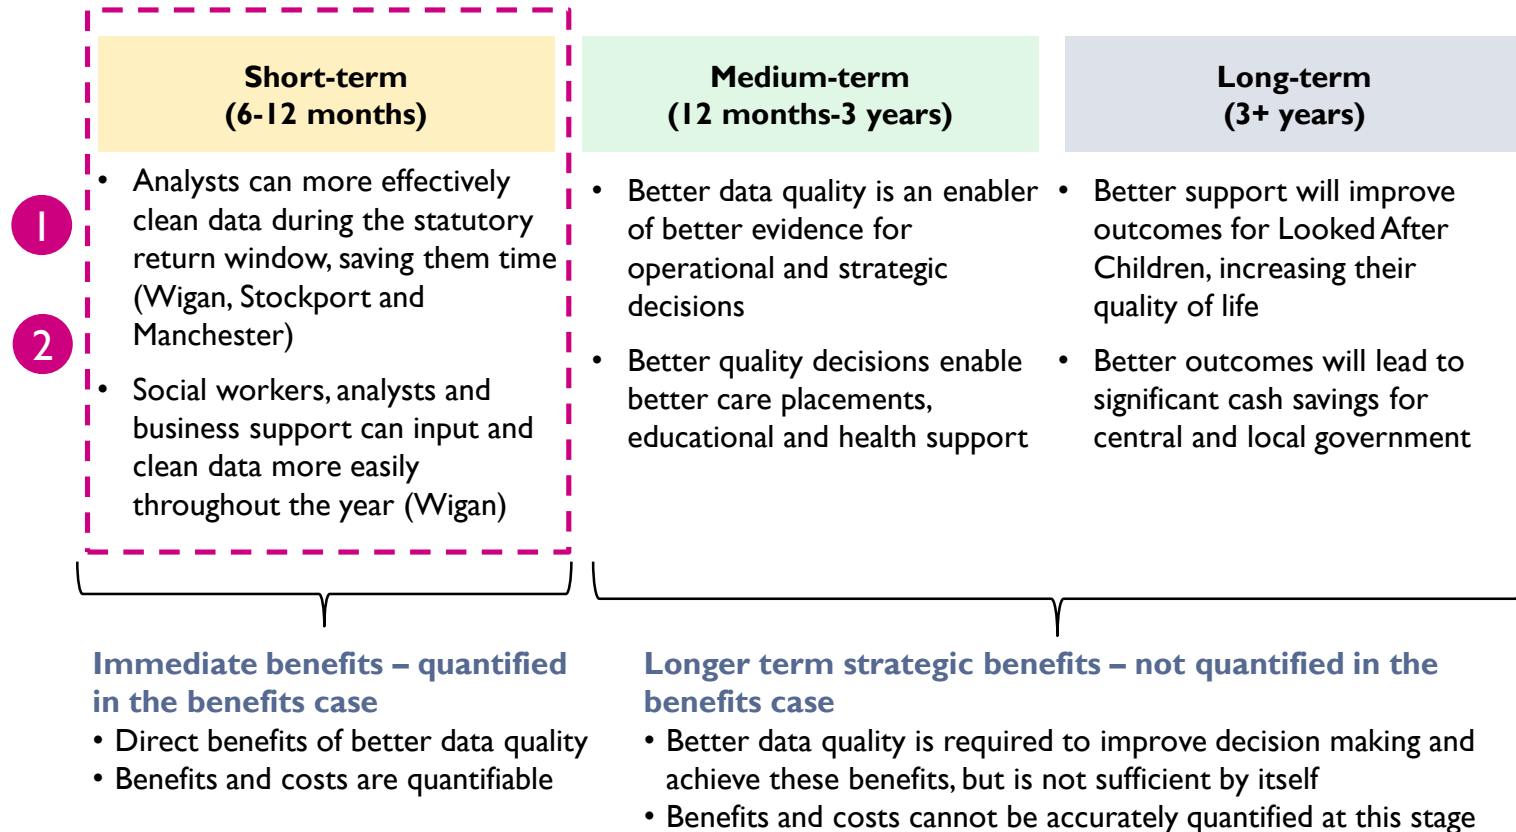 Short-term
(6-12 months)
Medium-term
(12 months-3 years)
Long-term
(3+ years)
1
2
• Analysts can more effectively
clean data during the statutory
return window, saving them time
(Wigan, Stockport and
Manchester)
• Social workers, analysts and
business support can input and
clean data more easily
throughout the year (Wigan)
• Better data quality is an enabler
of better evidence for
operational and strategic
decisions
• Better quality decisions enable
better care placements,
educational and health support
• Better support will improve
outcomes for Looked After
Children, increasing their
quality of life
• Better outcomes will lead to
significant cash savings for
central and local government
Immediate benefits – quantified
in the benefits case
• Direct benefits of better data quality
• Benefits and costs are quantifiable
Longer term strategic benefits – not quantified in the
benefits case
• Better data quality is required to improve decision making and
achieve these benefits, but is not sufficient by itself
• Benefits and costs cannot be accurately quantified at this stage